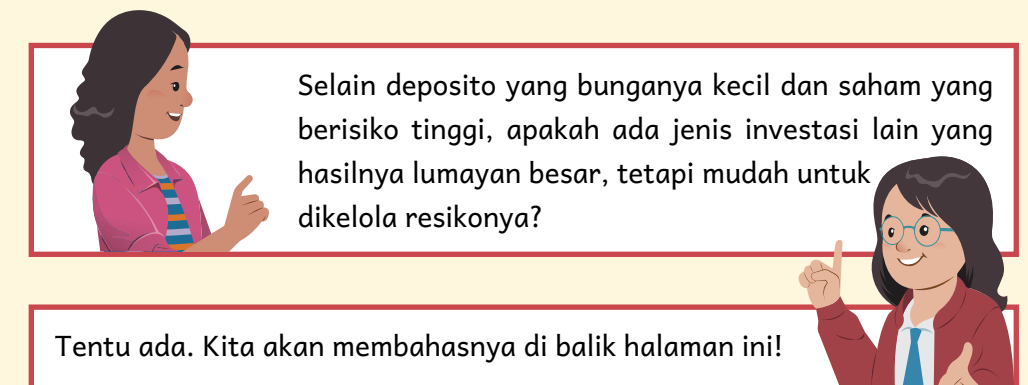 Selain deposito yang bunganya kecil dan saham yang
berisiko tinggi, apakah ada jenis investasi lain yang
hasilnya lumayan besar, tetapi mudah untuk
dikelola resikonya?
Tentu ada. Kita akan membahasnya di balik halaman ini!